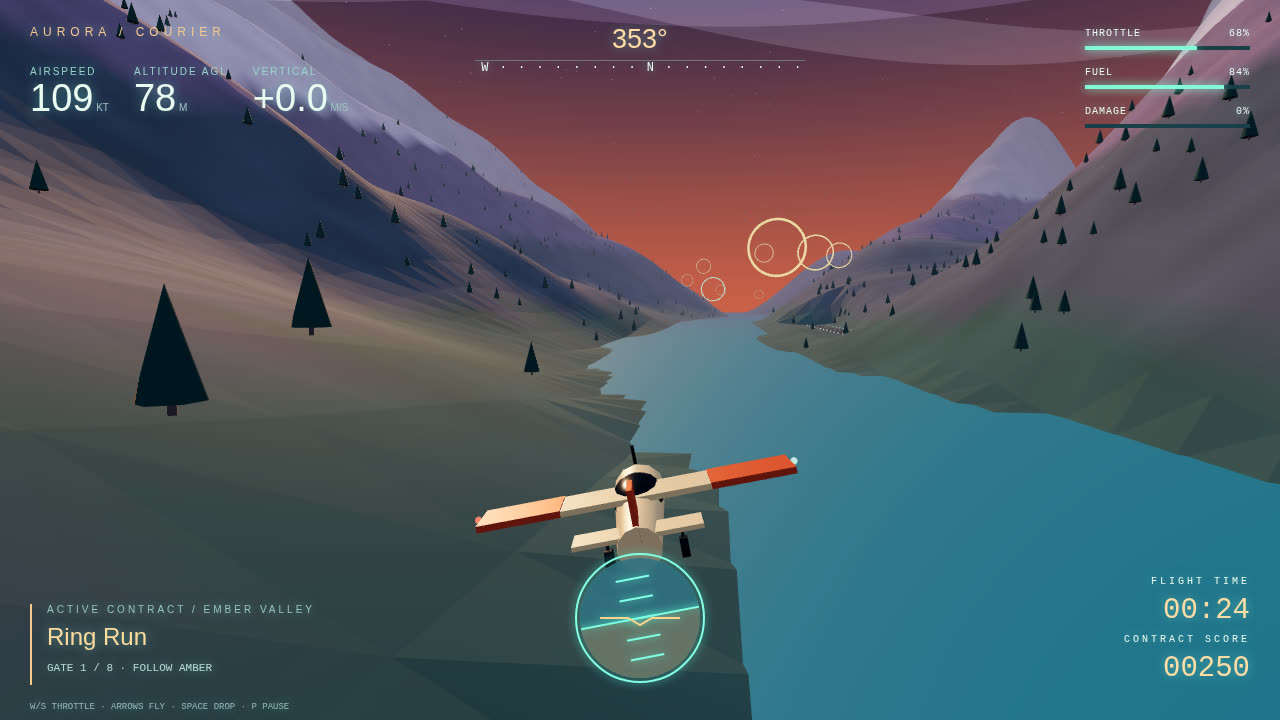 AURORA / COURIER
353°
W · · · · · · · · N · · · · · · · ·
AIRSPEED
109 KT
ALTITUDE AGL
78 M
VERTICAL
+0.0 M/S
THROTTLE 68%
FUEL 84%
DAMAGE 0%
ACTIVE CONTRACT / EMBER VALLEY
Ring Run
GATE 1 / 8 · FOLLOW AMBER
W/S THROTTLE · ARROWS FLY · SPACE DROP · P PAUSE
FLIGHT TIME
00:24
CONTRACT SCORE
00250